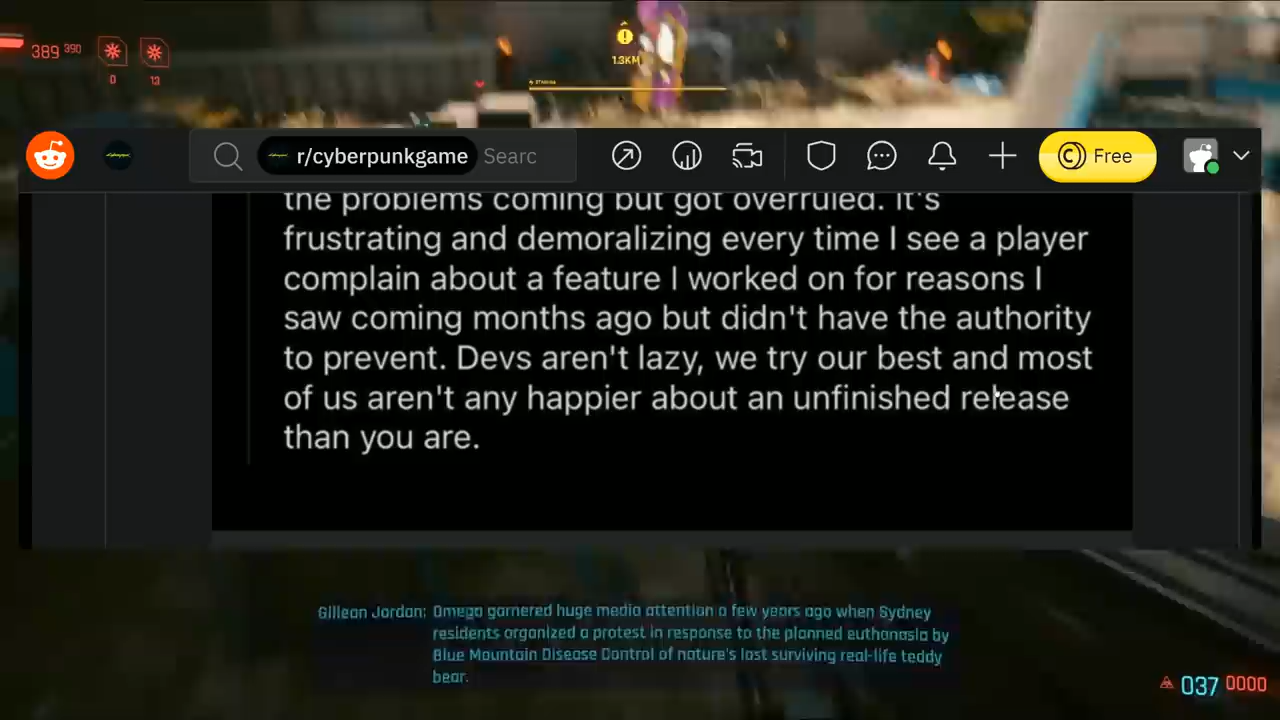 389 390
0
13
1.3KM
STAMINA
r/cyberpunkgame
Searc
Free
the problems coming but got overruled. It's
frustrating and demoralizing every time I see a player
complain about a feature I worked on for reasons I
saw coming months ago but didn't have the authority
to prevent. Devs aren't lazy, we try our best and most
of us aren't any happier about an unfinished release
than you are.
Gillean Jordan: Omega garnered huge media attention a few years ago when Sydney
residents organized a protest in response to the planned euthanasia by
Blue Mountain Disease Control of nature's last surviving real-life teddy
bear.
037 0000